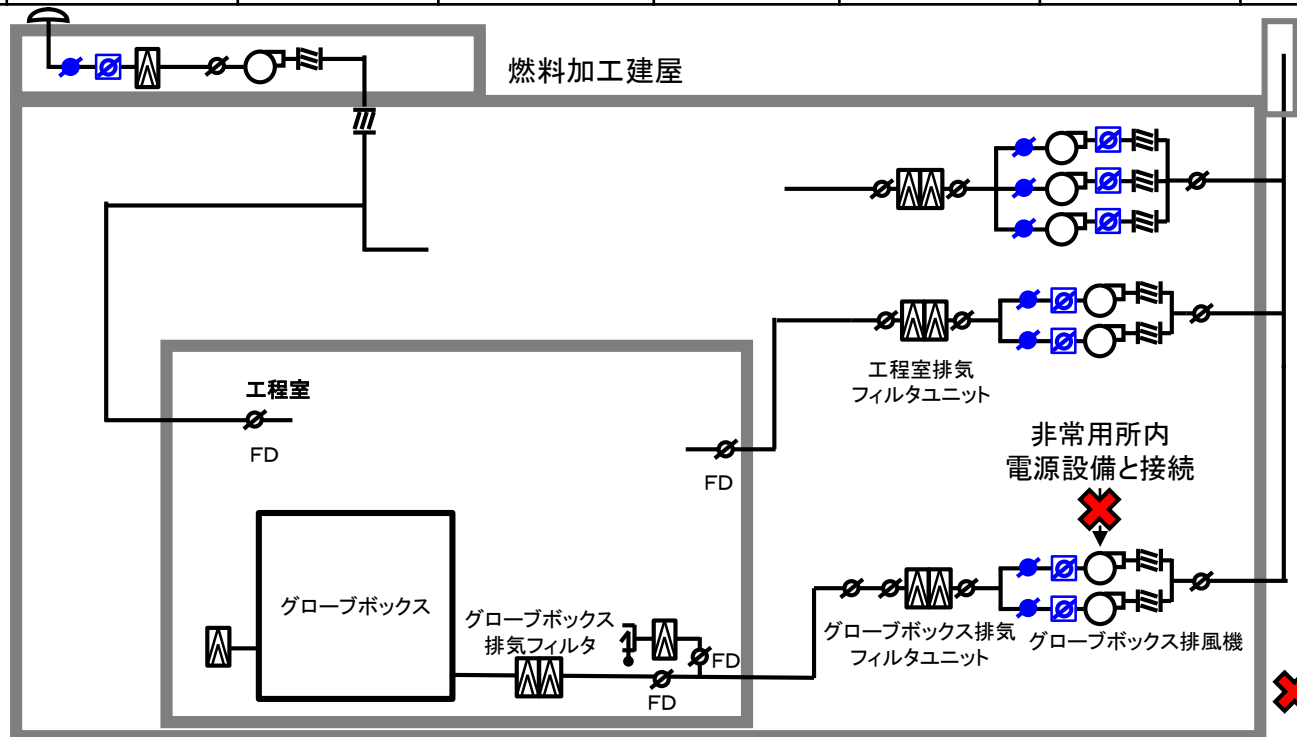 燃料加工建屋
工程室排気
フィルタユニット
工程室
FD
FD
非常用所内
電源設備と接続
グローブボックス
グローブボックス
排気フィルタ
FD
FD
グローブボックス排気
フィルタユニット
グローブボックス排風機